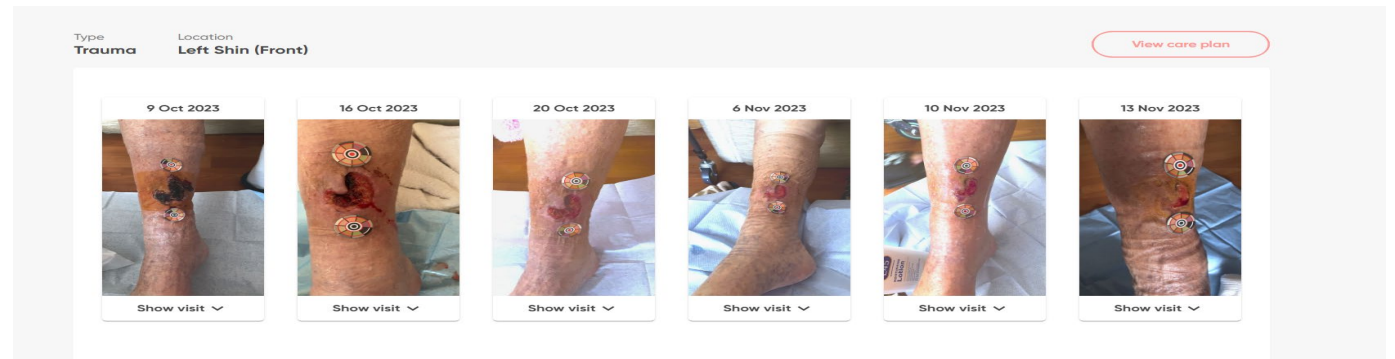 Type Location
Trauma Left Shin (Front)
View care plan
9 Oct 2023 16 Oct 2023 20 Oct 2023 6 Nov 2023 10 Nov 2023 13 Nov 2023
Lotion
Show visit Show visit Show visit Show visit Show visit Show visit